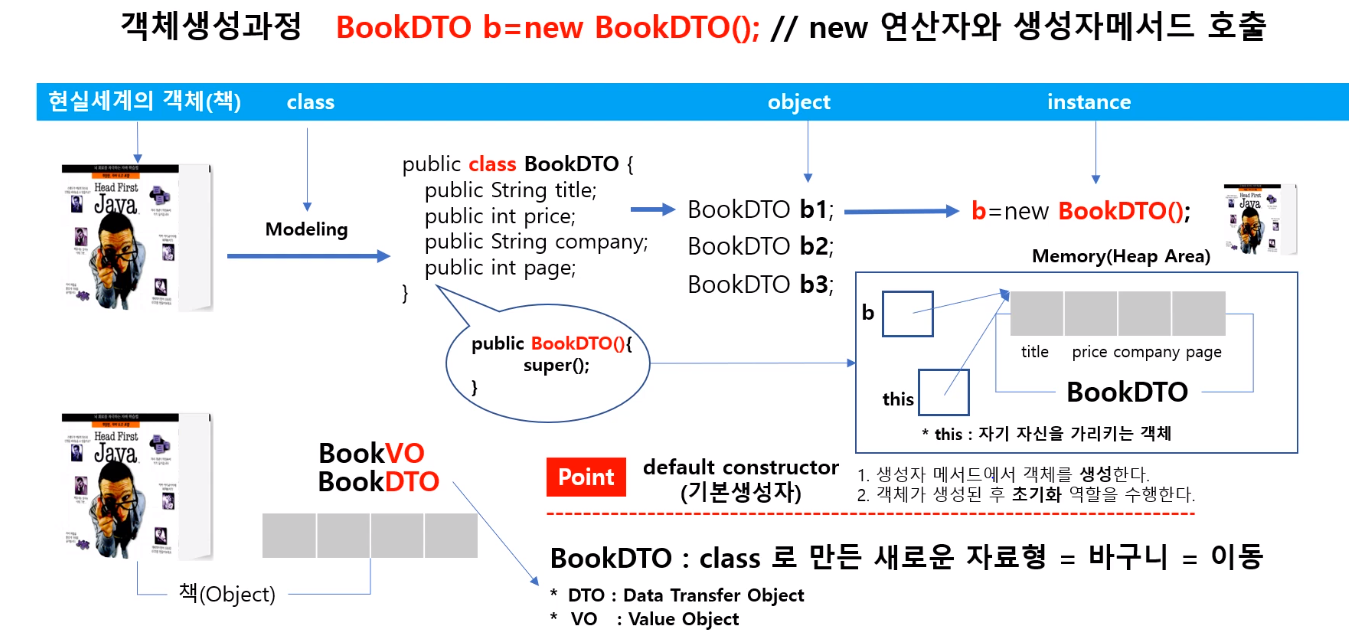 객체생성과정 BookDTO b=new BookDTO(); // new 연산자와 생성자메서드 호출
현실세계의 객체(책) class object instance
Head First
Java
Modeling
public class BookDTO {
public String title;
public int price;
public String company;
public int page;
}
BookDTO b1;
BookDTO b2;
BookDTO b3;
b=new BookDTO();
Head First
Java
Memory(Heap Area)
b
title price company page
BookDTO
this
* this : 자기 자신을 가리키는 객체
public BookDTO(){
super();
}
Head First
Java
BookVO
BookDTO
책(Object)
Point
default constructor
(기본생성자)
1. 생성자 메서드에서 객체를 생성한다.
2. 객체가 생성된 후 초기화 역할을 수행한다.
BookDTO : class 로 만든 새로운 자료형 = 바구니 = 이동
* DTO : Data Transfer Object
* VO : Value Object